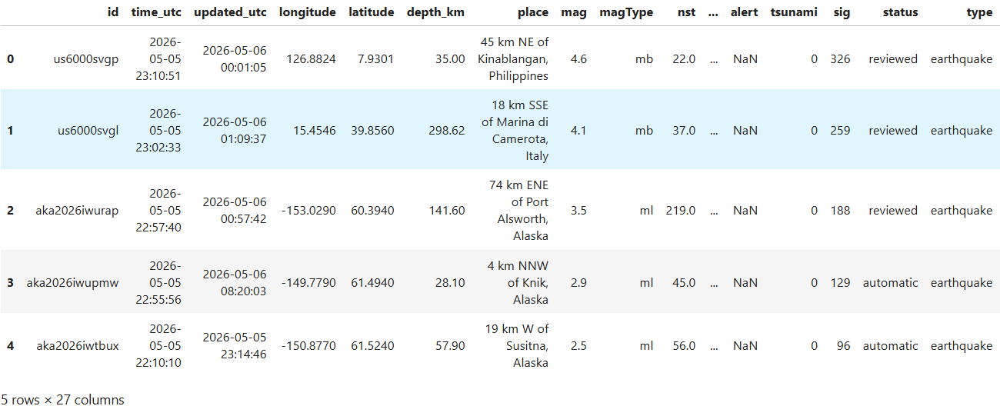 id time_utc updated_utc longitude latitude depth_km place mag magType nst ... alert tsunami sig status type
0 us6000svgp 2026-05-05 23:10:51 2026-05-06 00:01:05 126.8824 7.9301 35.00 45 km NE of Kinablangan, Philippines 4.6 mb 22.0 ... NaN 0 326 reviewed earthquake
1 us6000svgl 2026-05-05 23:02:33 2026-05-06 01:09:37 15.4546 39.8560 298.62 18 km SSE of Marina di Camerota, Italy 4.1 mb 37.0 ... NaN 0 259 reviewed earthquake
2 aka2026iwurap 2026-05-05 22:57:40 2026-05-06 00:57:42 -153.0290 60.3940 141.60 74 km ENE of Port Alsworth, Alaska 3.5 ml 219.0 ... NaN 0 188 reviewed earthquake
3 aka2026iwupmw 2026-05-05 22:55:56 2026-05-06 08:20:03 -149.7790 61.4940 28.10 4 km NNW of Knik, Alaska 2.9 ml 45.0 ... NaN 0 129 automatic earthquake
4 aka2026iwtbux 2026-05-05 22:10:10 2026-05-05 23:14:46 -150.8770 61.5240 57.90 19 km W of Susitna, Alaska 2.5 ml 56.0 ... NaN 0 96 automatic earthquake
5 rows × 27 columns